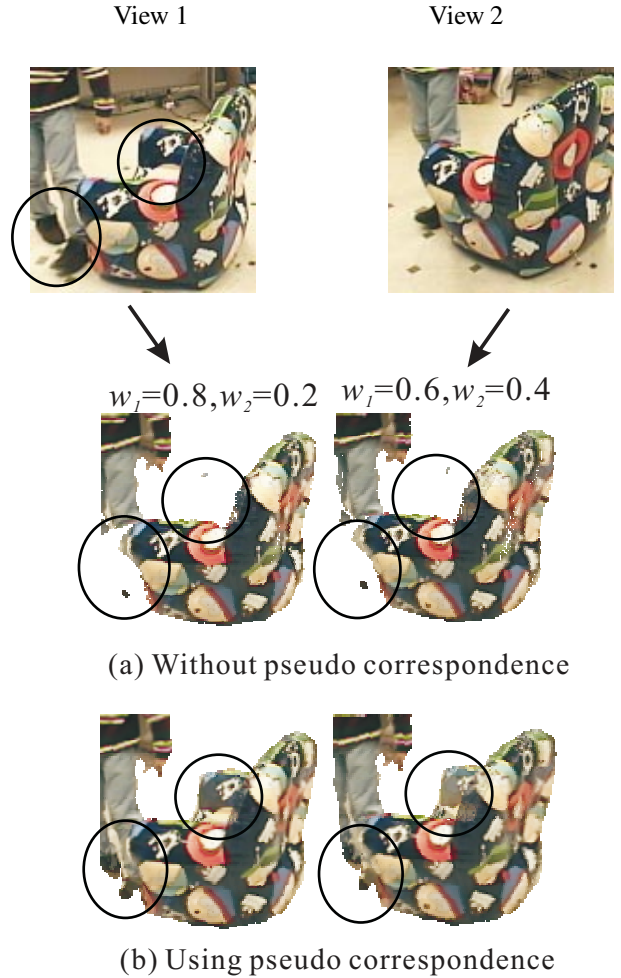 View 1 View 2
w1=0.8,w2=0.2 w1=0.6,w2=0.4
(a) Without pseudo correspondence
(b) Using pseudo correspondence